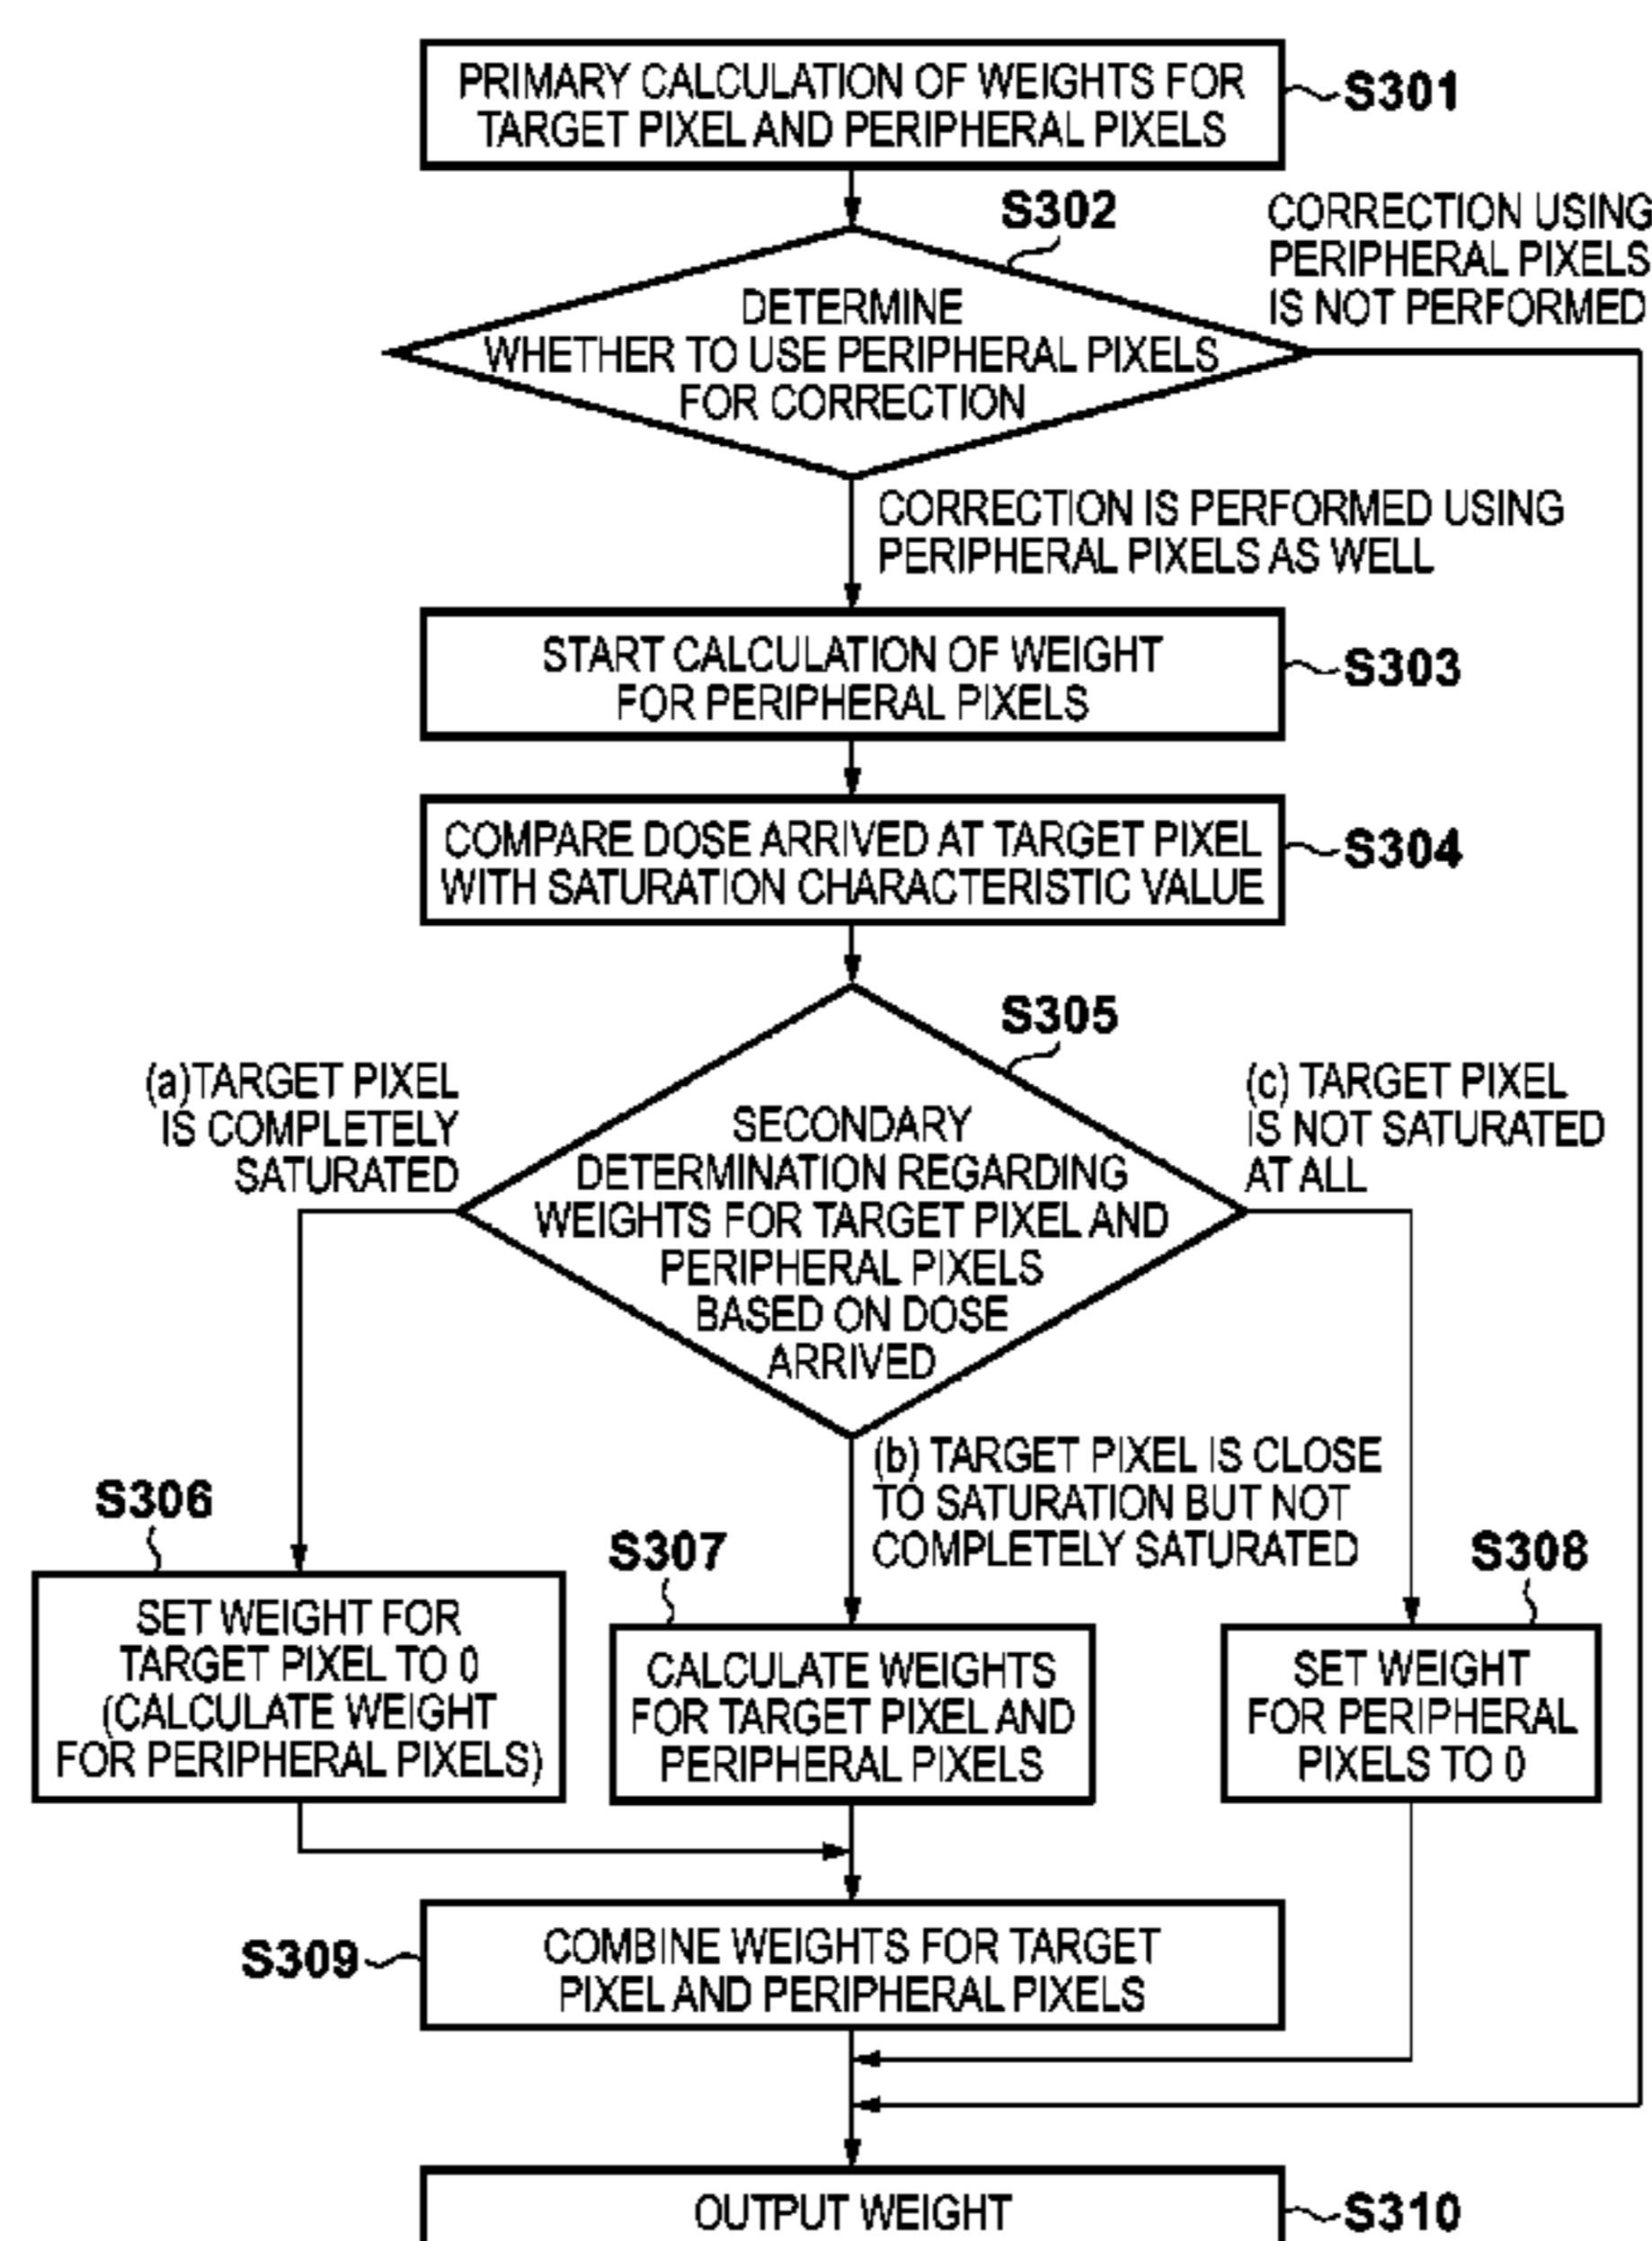 PRIMARY CALCULATION OF WEIGHTS FOR
TARGET PIXEL AND PERIPHERAL PIXELS
S301
S302
CORRECTION USING
PERIPHERAL PIXELS
IS NOT PERFORMED
DETERMINE
WHETHER TO USE PERIPHERAL PIXELS
FOR CORRECTION
CORRECTION IS PERFORMED USING
PERIPHERAL PIXELS AS WELL
START CALCULATION OF WEIGHT
FOR PERIPHERAL PIXELS
S303
COMPARE DOSE ARRIVED AT TARGET PIXEL
WITH SATURATION CHARACTERISTIC VALUE
S304
S305
(a)TARGET PIXEL
IS COMPLETELY
SATURATED
SECONDARY
DETERMINATION REGARDING
WEIGHTS FOR TARGET PIXEL AND
PERIPHERAL PIXELS
BASED ON DOSE
ARRIVED
(c) TARGET PIXEL
IS NOT SATURATED
AT ALL
(b) TARGET PIXEL IS CLOSE
TO SATURATION BUT NOT
COMPLETELY SATURATED
S306
SET WEIGHT FOR
TARGET PIXEL TO 0
(CALCULATE WEIGHT
FOR PERIPHERAL PIXELS)
S307
CALCULATE WEIGHTS
FOR TARGET PIXEL AND
PERIPHERAL PIXELS
S308
SET WEIGHT
FOR PERIPHERAL
PIXELS TO 0
S309
COMBINE WEIGHTS FOR TARGET
PIXEL AND PERIPHERAL PIXELS
OUTPUT WEIGHT
S310